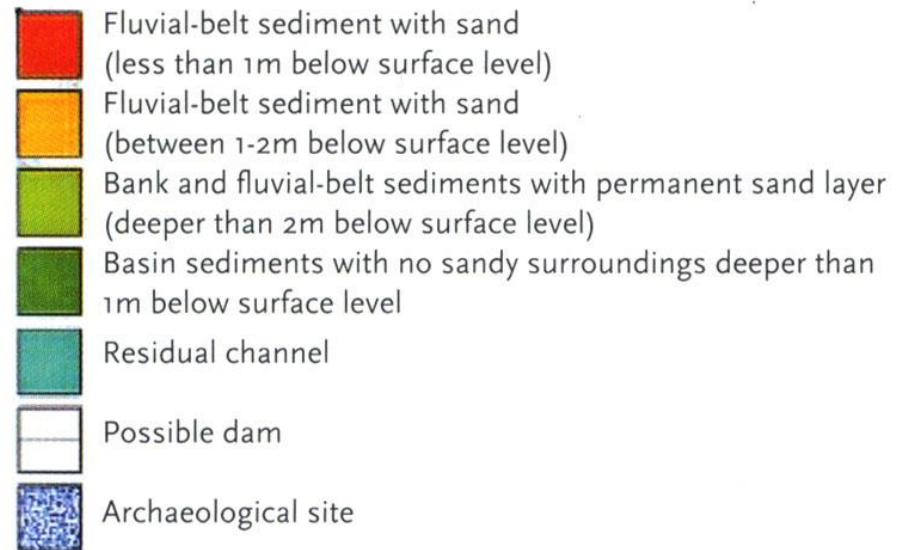 Fluvial-belt sediment with sand
(less than 1m below surface level)
Fluvial-belt sediment with sand
(between 1-2m below surface level)
Bank and fluvial-belt sediments with permanent sand layer
(deeper than 2m below surface level)
Basin sediments with no sandy surroundings deeper than
1m below surface level
Residual channel
Possible dam
Archaeological site